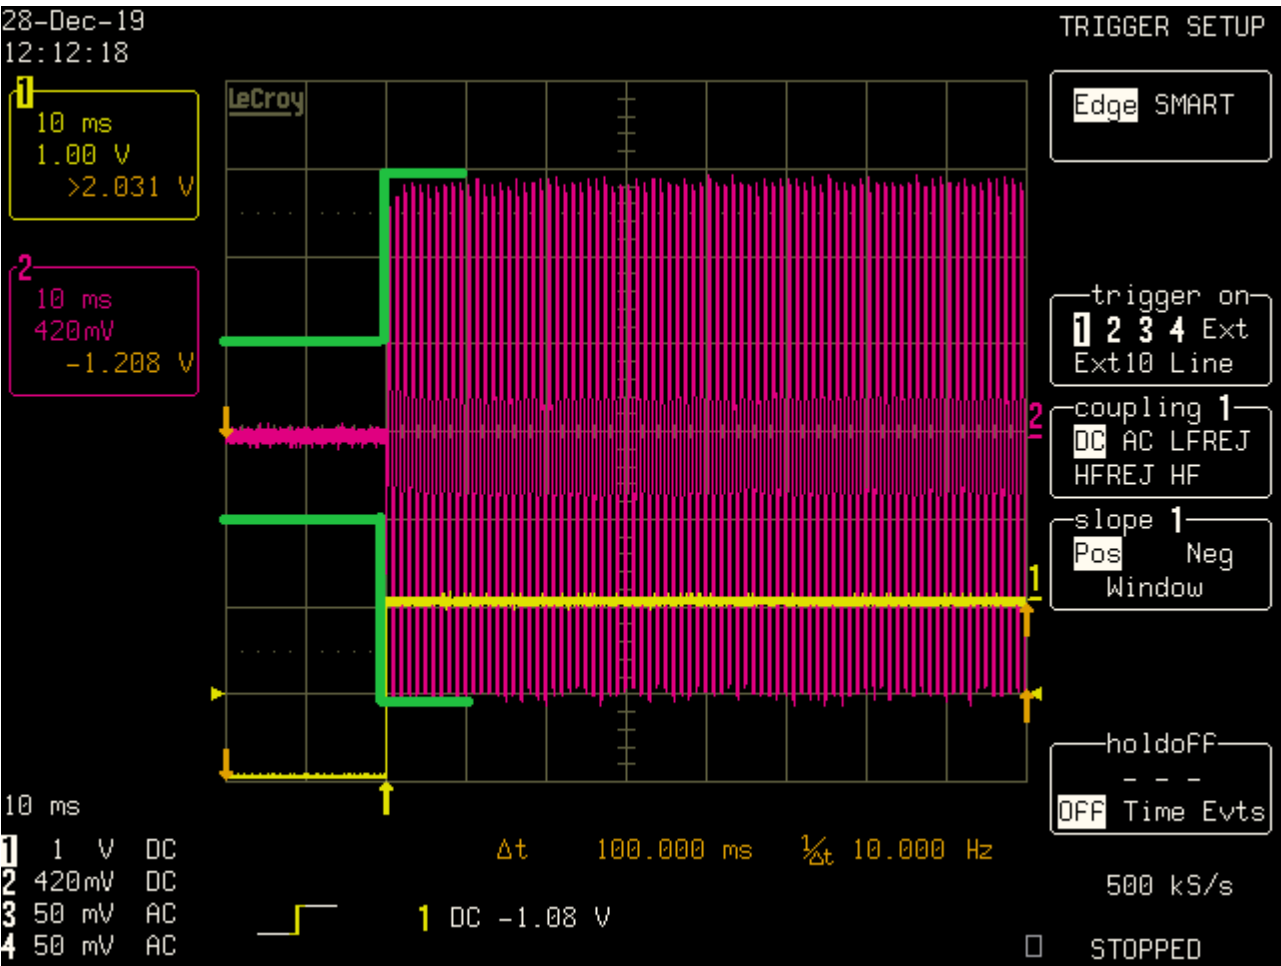 28-Dec-19
12:12:18
TRIGGER SETUP
1
10 ms
1.00 V
>2.031 V
LeCroy
Edge SMART
2
10 ms
420mV
-1.208 V
trigger on
1 2 3 4 Ext
Ext10 Line
2
coupling 1
DC AC LFREJ
HFREJ HF
slope 1
Pos Neg
Window
1
holdoff
- - -
OFF Time Evts
10 ms
1 1 V DC
2 420mV DC
3 50 mV AC
4 50 mV AC
Δt 100.000 ms 1/Δt 10.000 Hz
1 DC -1.08 V
500 kS/s
STOPPED